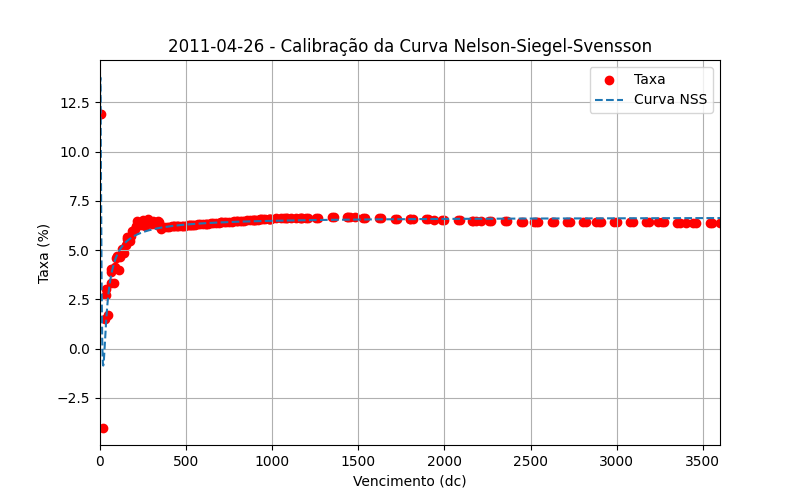 2011-04-26 - Calibração da Curva Nelson-Siegel-Svensson
Taxa
Curva NSS
12.5
10.0
7.5
5.0
2.5
0.0
−2.5
Taxa (%)
0 500 1000 1500 2000 2500 3000 3500
Vencimento (dc)